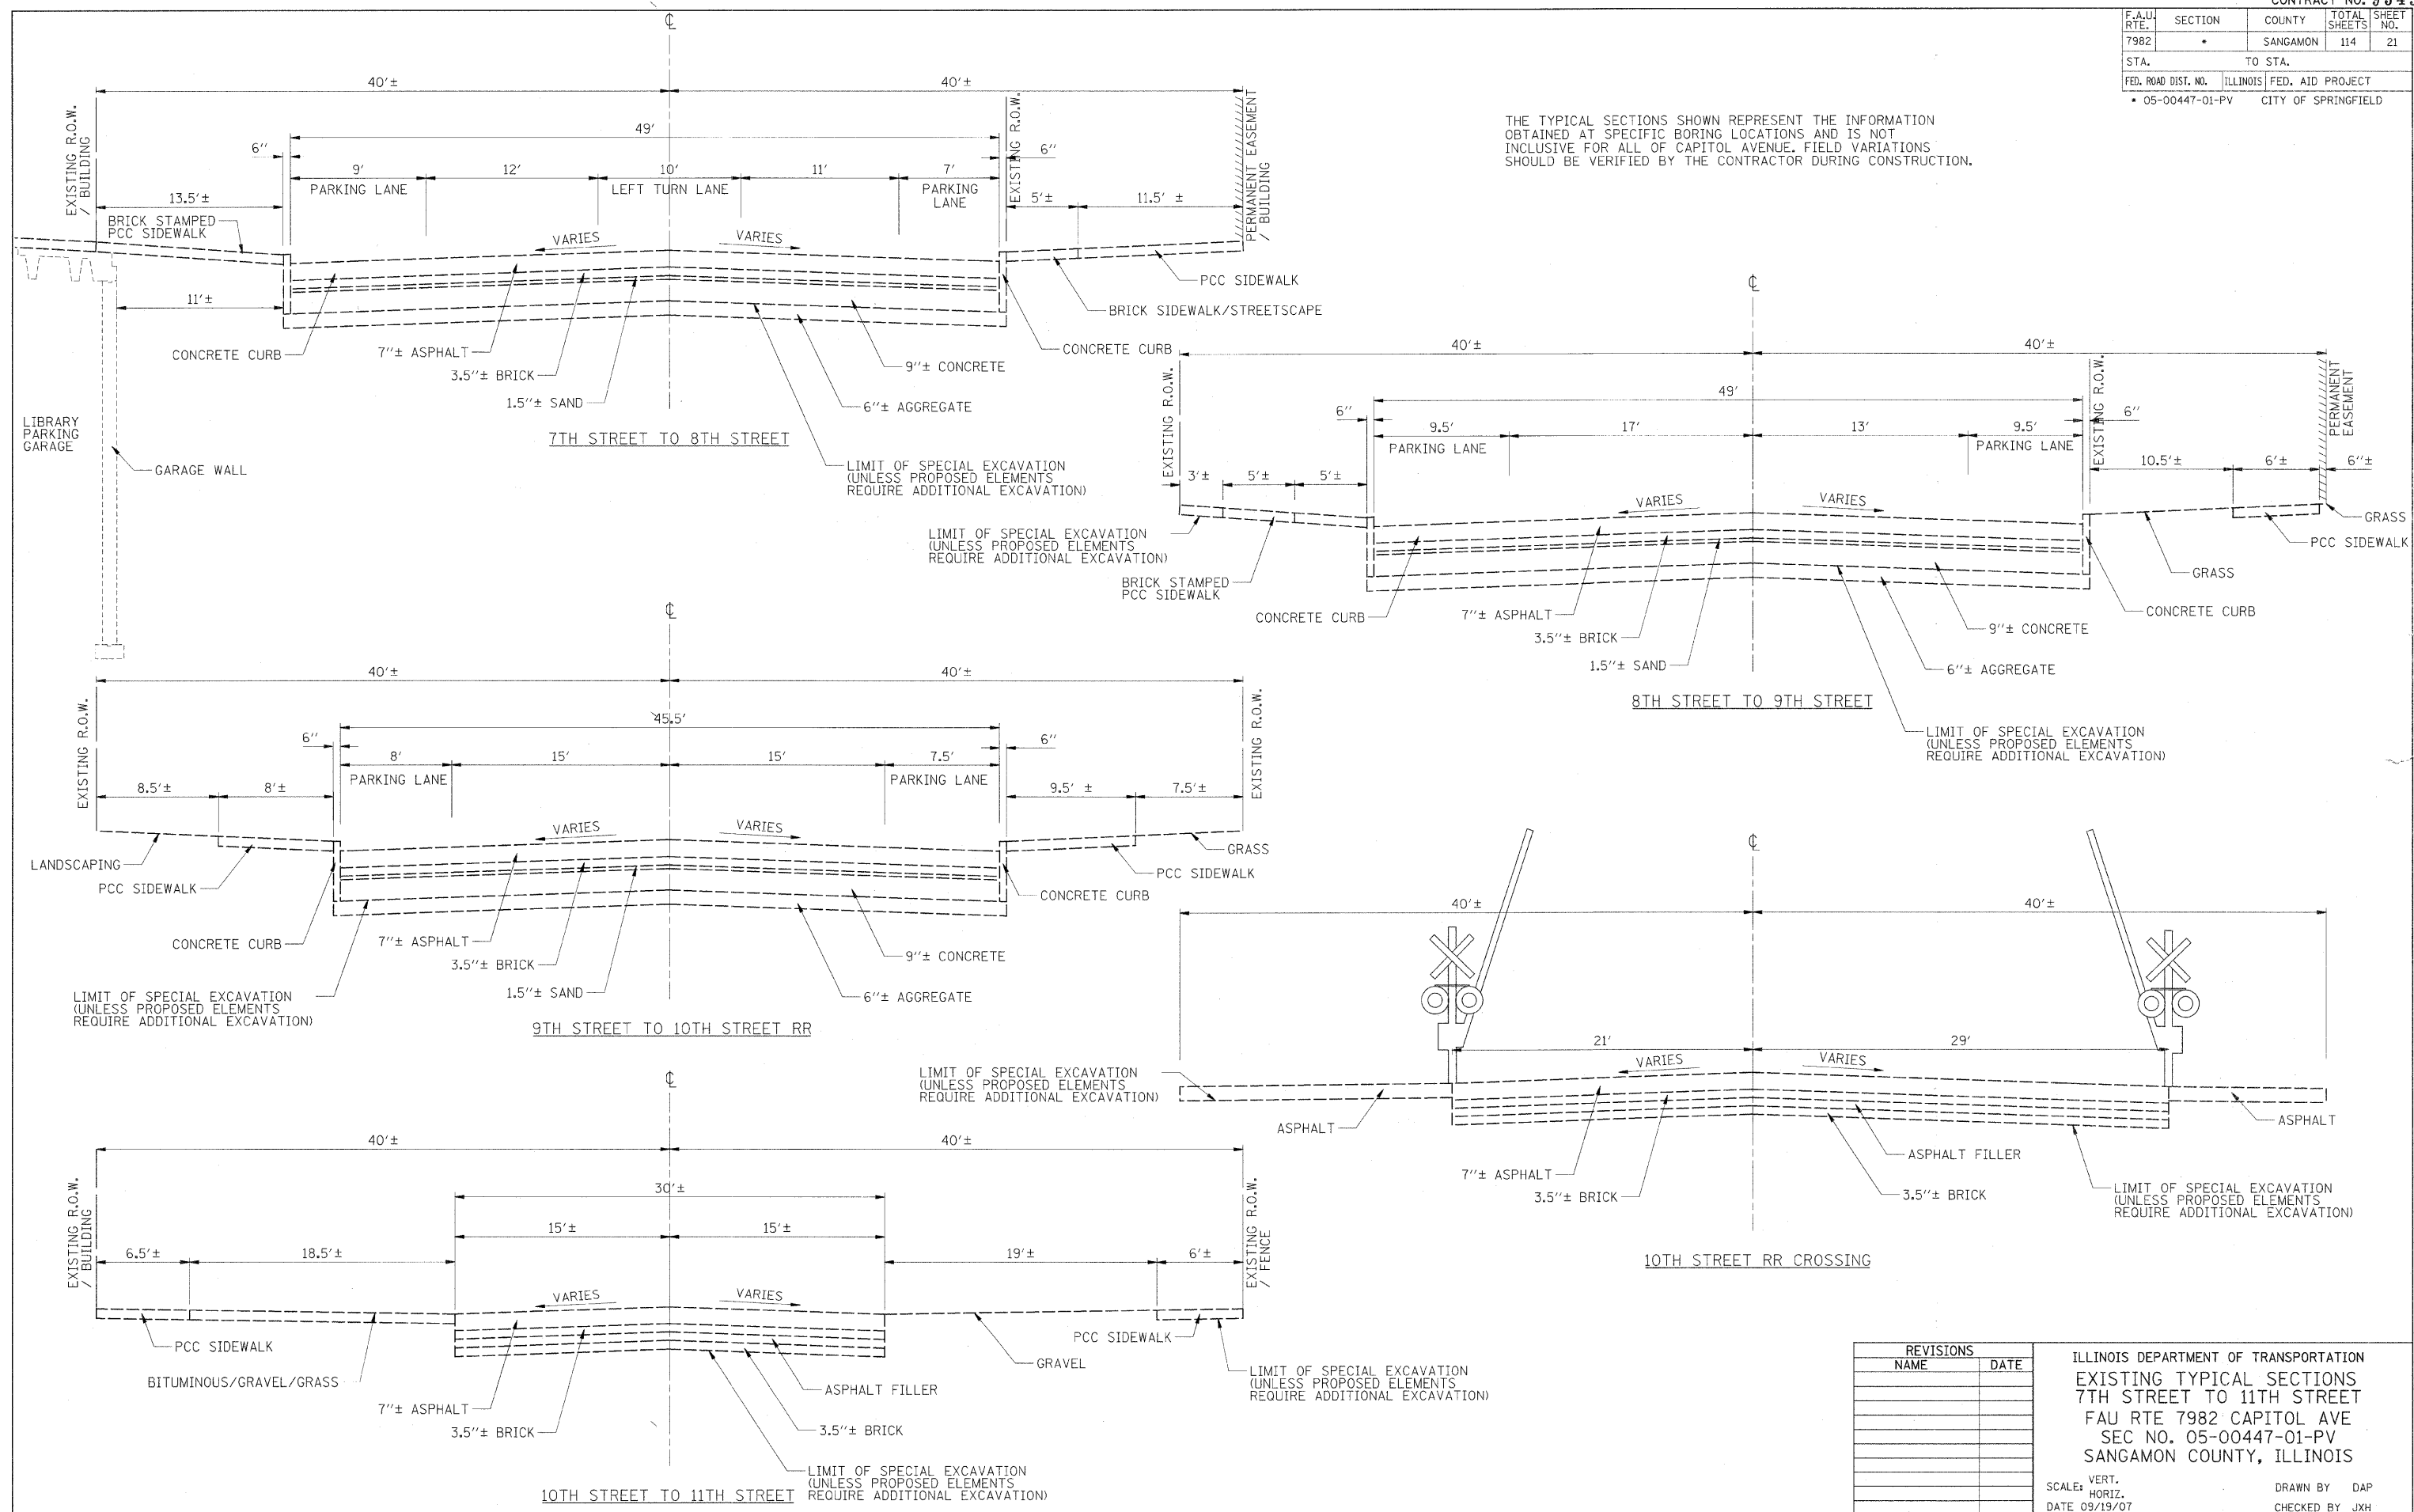 CONTRACT NO.
F.A.U. RTE. SECTION COUNTY TOTAL SHEETS SHEET NO.
7982 • SANGAMON 114 21
STA. TO STA.
FED. ROAD DIST. NO. ILLINOIS FED. AID PROJECT
• 05-00447-01-PV CITY OF SPRINGFIELD
THE TYPICAL SECTIONS SHOWN REPRESENT THE INFORMATION
OBTAINED AT SPECIFIC BORING LOCATIONS AND IS NOT
INCLUSIVE FOR ALL OF CAPITOL AVENUE. FIELD VARIATIONS
SHOULD BE VERIFIED BY THE CONTRACTOR DURING CONSTRUCTION.
℄
40'± 40'±
EXISTING R.O.W.
/ BUILDING
49'
EXISTING R.O.W.
PERMANENT EASEMENT
/ BUILDING
6'' 6''
9' 12' 10' 11' 7'
PARKING LANE LEFT TURN LANE PARKING
LANE
13.5'± 5'± 11.5' ±
BRICK STAMPED
PCC SIDEWALK
VARIES VARIES
PCC SIDEWALK
11'±
BRICK SIDEWALK/STREETSCAPE
CONCRETE CURB 7''± ASPHALT CONCRETE CURB
3.5''± BRICK 9''± CONCRETE
1.5''± SAND 6''± AGGREGATE
LIBRARY
PARKING
GARAGE
GARAGE WALL
7TH STREET TO 8TH STREET
LIMIT OF SPECIAL EXCAVATION
(UNLESS PROPOSED ELEMENTS
REQUIRE ADDITIONAL EXCAVATION)
℄
40'± 40'±
EXISTING R.O.W.
49'
EXISTING R.O.W.
PERMANENT
EASEMENT
6'' 6''
9.5' 17' 13' 9.5'
PARKING LANE PARKING LANE
3'± 5'± 5'± 10.5'± 6'± 6''±
VARIES VARIES
GRASS
LIMIT OF SPECIAL EXCAVATION
(UNLESS PROPOSED ELEMENTS
REQUIRE ADDITIONAL EXCAVATION)
PCC SIDEWALK
BRICK STAMPED
PCC SIDEWALK
GRASS
CONCRETE CURB 7''± ASPHALT CONCRETE CURB
3.5''± BRICK 9''± CONCRETE
1.5''± SAND 6''± AGGREGATE
8TH STREET TO 9TH STREET
LIMIT OF SPECIAL EXCAVATION
(UNLESS PROPOSED ELEMENTS
REQUIRE ADDITIONAL EXCAVATION)
℄
40'± 40'±
EXISTING R.O.W.
45.5'
EXISTING R.O.W.
6'' 6''
8' 15' 15' 7.5'
PARKING LANE PARKING LANE
8.5'± 8'± 9.5' ± 7.5'±
VARIES VARIES
LANDSCAPING
GRASS
PCC SIDEWALK PCC SIDEWALK
CONCRETE CURB
CONCRETE CURB 7''± ASPHALT
3.5''± BRICK 9''± CONCRETE
1.5''± SAND 6''± AGGREGATE
LIMIT OF SPECIAL EXCAVATION
(UNLESS PROPOSED ELEMENTS
REQUIRE ADDITIONAL EXCAVATION)
9TH STREET TO 10TH STREET RR
℄
40'± 40'±
21' 29'
VARIES VARIES
LIMIT OF SPECIAL EXCAVATION
(UNLESS PROPOSED ELEMENTS
REQUIRE ADDITIONAL EXCAVATION)
ASPHALT ASPHALT
ASPHALT FILLER
7''± ASPHALT
3.5''± BRICK 3.5''± BRICK
LIMIT OF SPECIAL EXCAVATION
(UNLESS PROPOSED ELEMENTS
REQUIRE ADDITIONAL EXCAVATION)
10TH STREET RR CROSSING
℄
40'± 40'±
EXISTING R.O.W.
/ BUILDING
30'±
EXISTING R.O.W.
/ FENCE
15'± 15'±
6.5'± 18.5'± 19'± 6'±
VARIES VARIES
PCC SIDEWALK PCC SIDEWALK
GRAVEL
BITUMINOUS/GRAVEL/GRASS
ASPHALT FILLER
LIMIT OF SPECIAL EXCAVATION
(UNLESS PROPOSED ELEMENTS
REQUIRE ADDITIONAL EXCAVATION)
7''± ASPHALT
3.5''± BRICK 3.5''± BRICK
LIMIT OF SPECIAL EXCAVATION
(UNLESS PROPOSED ELEMENTS
REQUIRE ADDITIONAL EXCAVATION)
10TH STREET TO 11TH STREET
REVISIONS
NAME DATE
ILLINOIS DEPARTMENT OF TRANSPORTATION
EXISTING TYPICAL SECTIONS
7TH STREET TO 11TH STREET
FAU RTE 7982 CAPITOL AVE
SEC NO. 05-00447-01-PV
SANGAMON COUNTY, ILLINOIS
SCALE: VERT.
HORIZ.
DRAWN BY DAP
DATE 09/19/07
CHECKED BY JXH